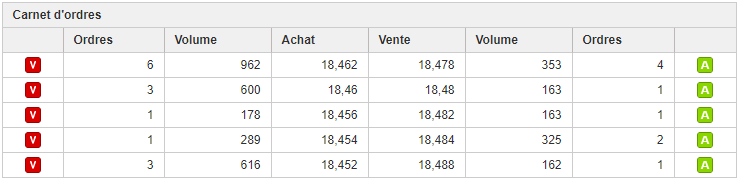 Carnet d'ordres
Ordres Volume Achat Vente Volume Ordres
V 6 962 18,462 18,478 353 4 A
V 3 600 18,46 18,48 163 1 A
V 1 178 18,456 18,482 163 1 A
V 1 289 18,454 18,484 325 2 A
V 3 616 18,452 18,488 162 1 A